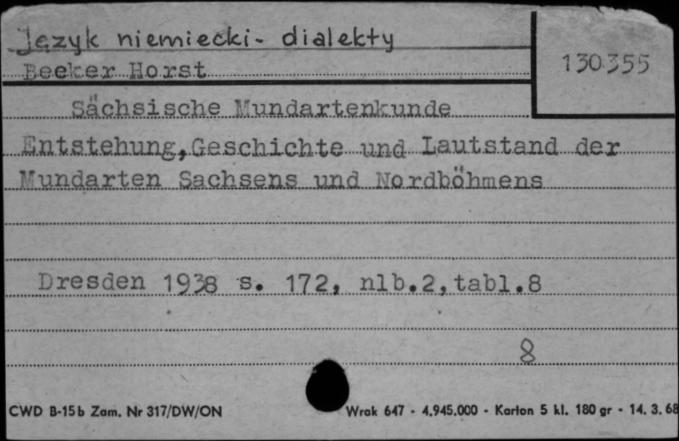 Język niemiecki - dialekty
130355
Becker Horst
Sächsische Mundartenkunde
Entstehung, Geschichte und Lautstand der
Mundarten Sachsens und Nordböhmens
Dresden 1938 s. 172, nlb.2, tabl.8
8
CWD B-15b Zam. Nr 317/DW/ON Wrak 647 - 4.945.000 - Karton 5 kl. 180 gr - 14. 3. 68